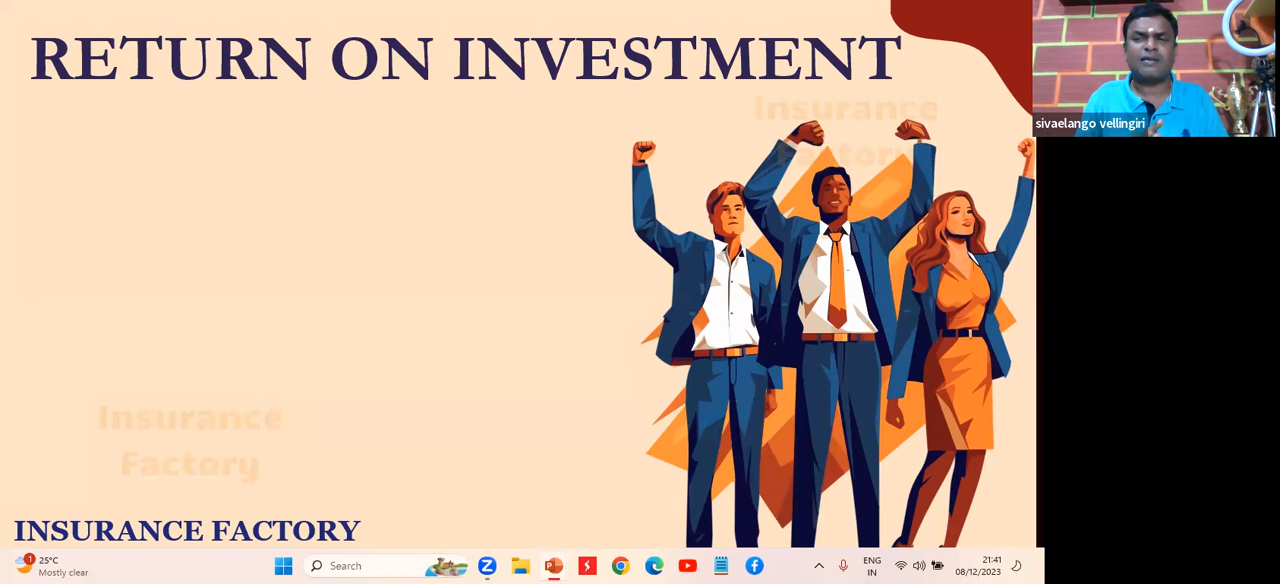 RETURN ON INVESTMENT
sivaelango vellingiri
Insurance
Factory
Insurance
Factory
INSURANCE FACTORY
1
25°C
Mostly clear
Search
ENG
IN
21:41
08/12/2023